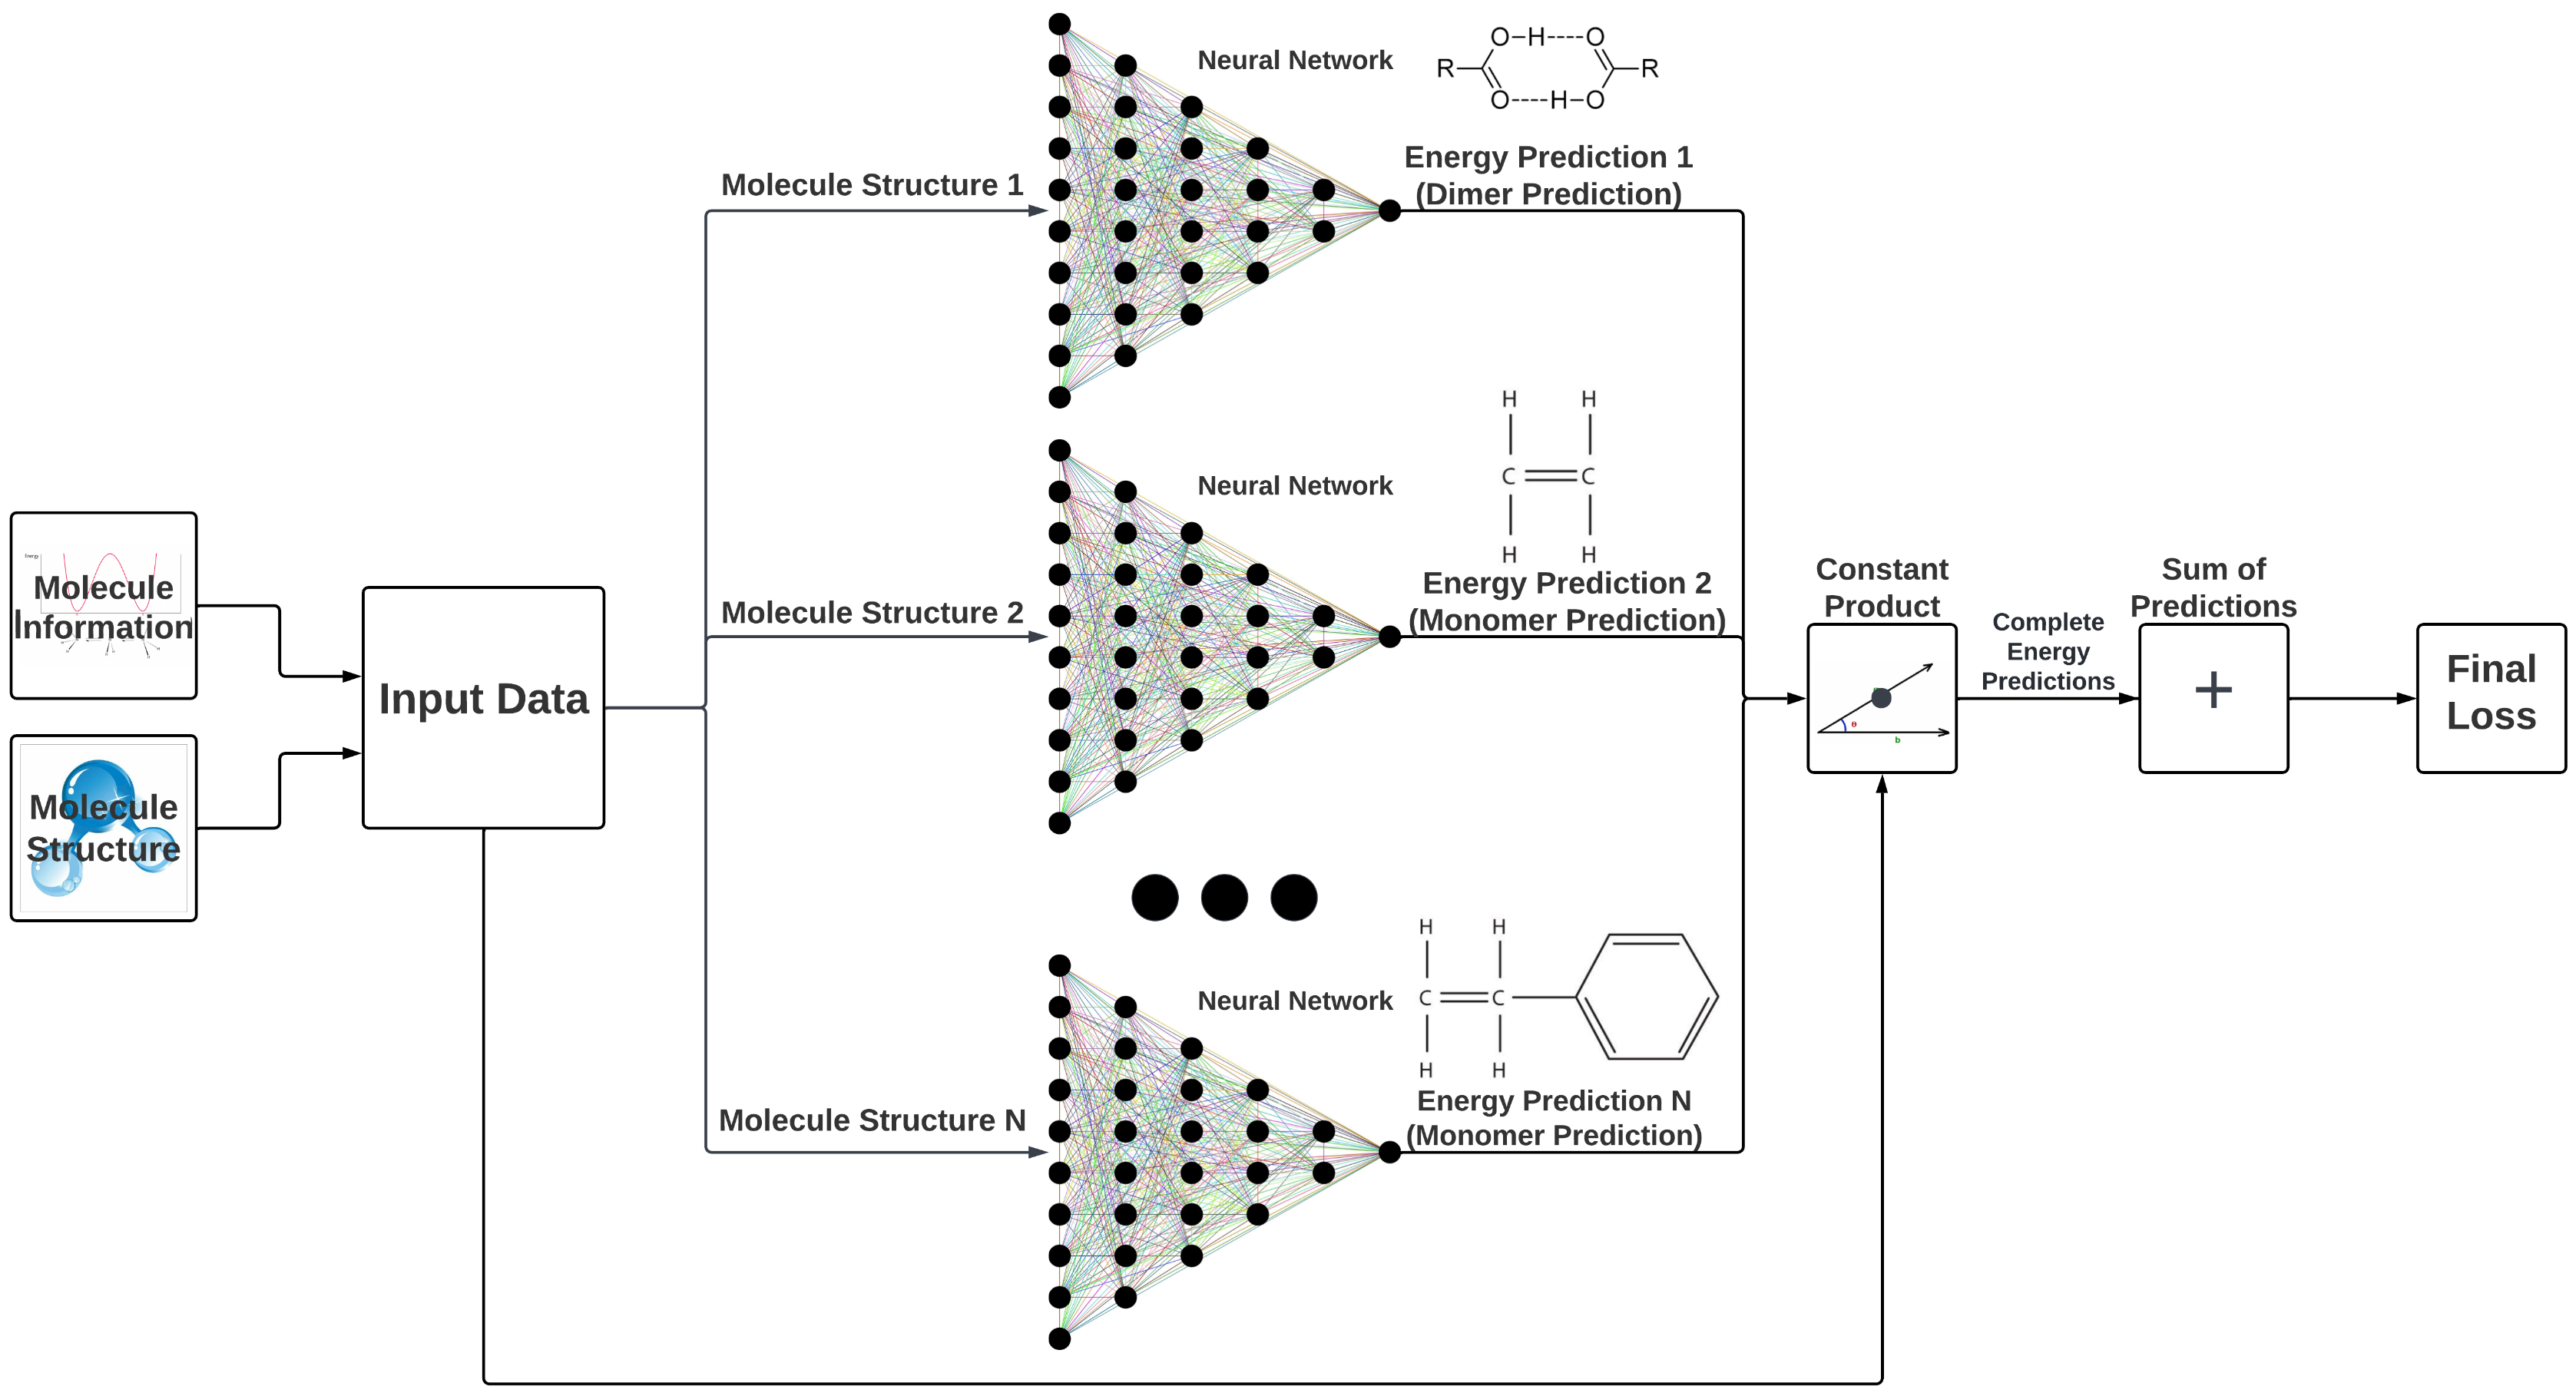 Energy
Molecule
Information
Molecule
Structure
Input Data
Molecule Structure 1
Molecule Structure 2
Molecule Structure N
Neural Network
O H O
R R
O H O
Energy Prediction 1
(Dimer Prediction)
Neural Network
H H
C C
H H
Energy Prediction 2
(Monomer Prediction)
Neural Network
H H
C C
H H
Energy Prediction N
(Monomer Prediction)
Constant
Product
θ
b
Complete
Energy
Predictions
Sum of
Predictions
+
Final
Loss